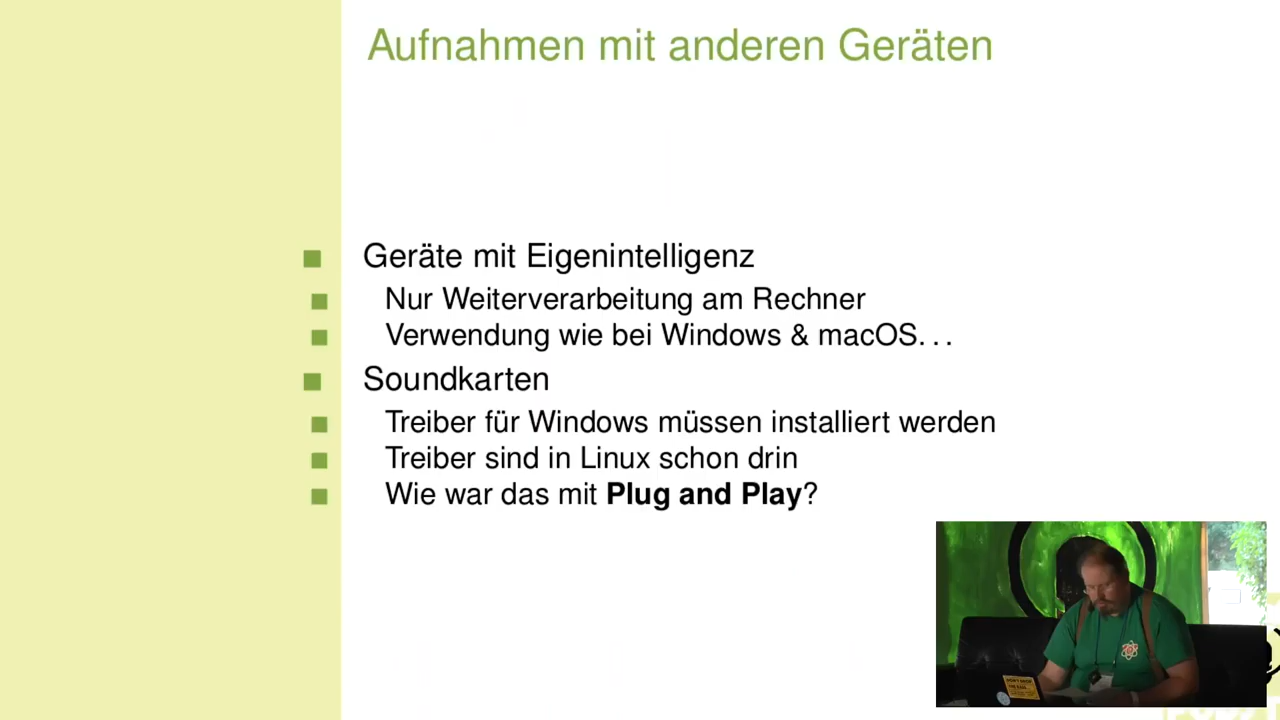 Aufnahmen mit anderen Geräten
Geräte mit Eigenintelligenz
Nur Weiterverarbeitung am Rechner
Verwendung wie bei Windows & macOS. . .
Soundkarten
Treiber für Windows müssen installiert werden
Treiber sind in Linux schon drin
Wie war das mit Plug and Play?